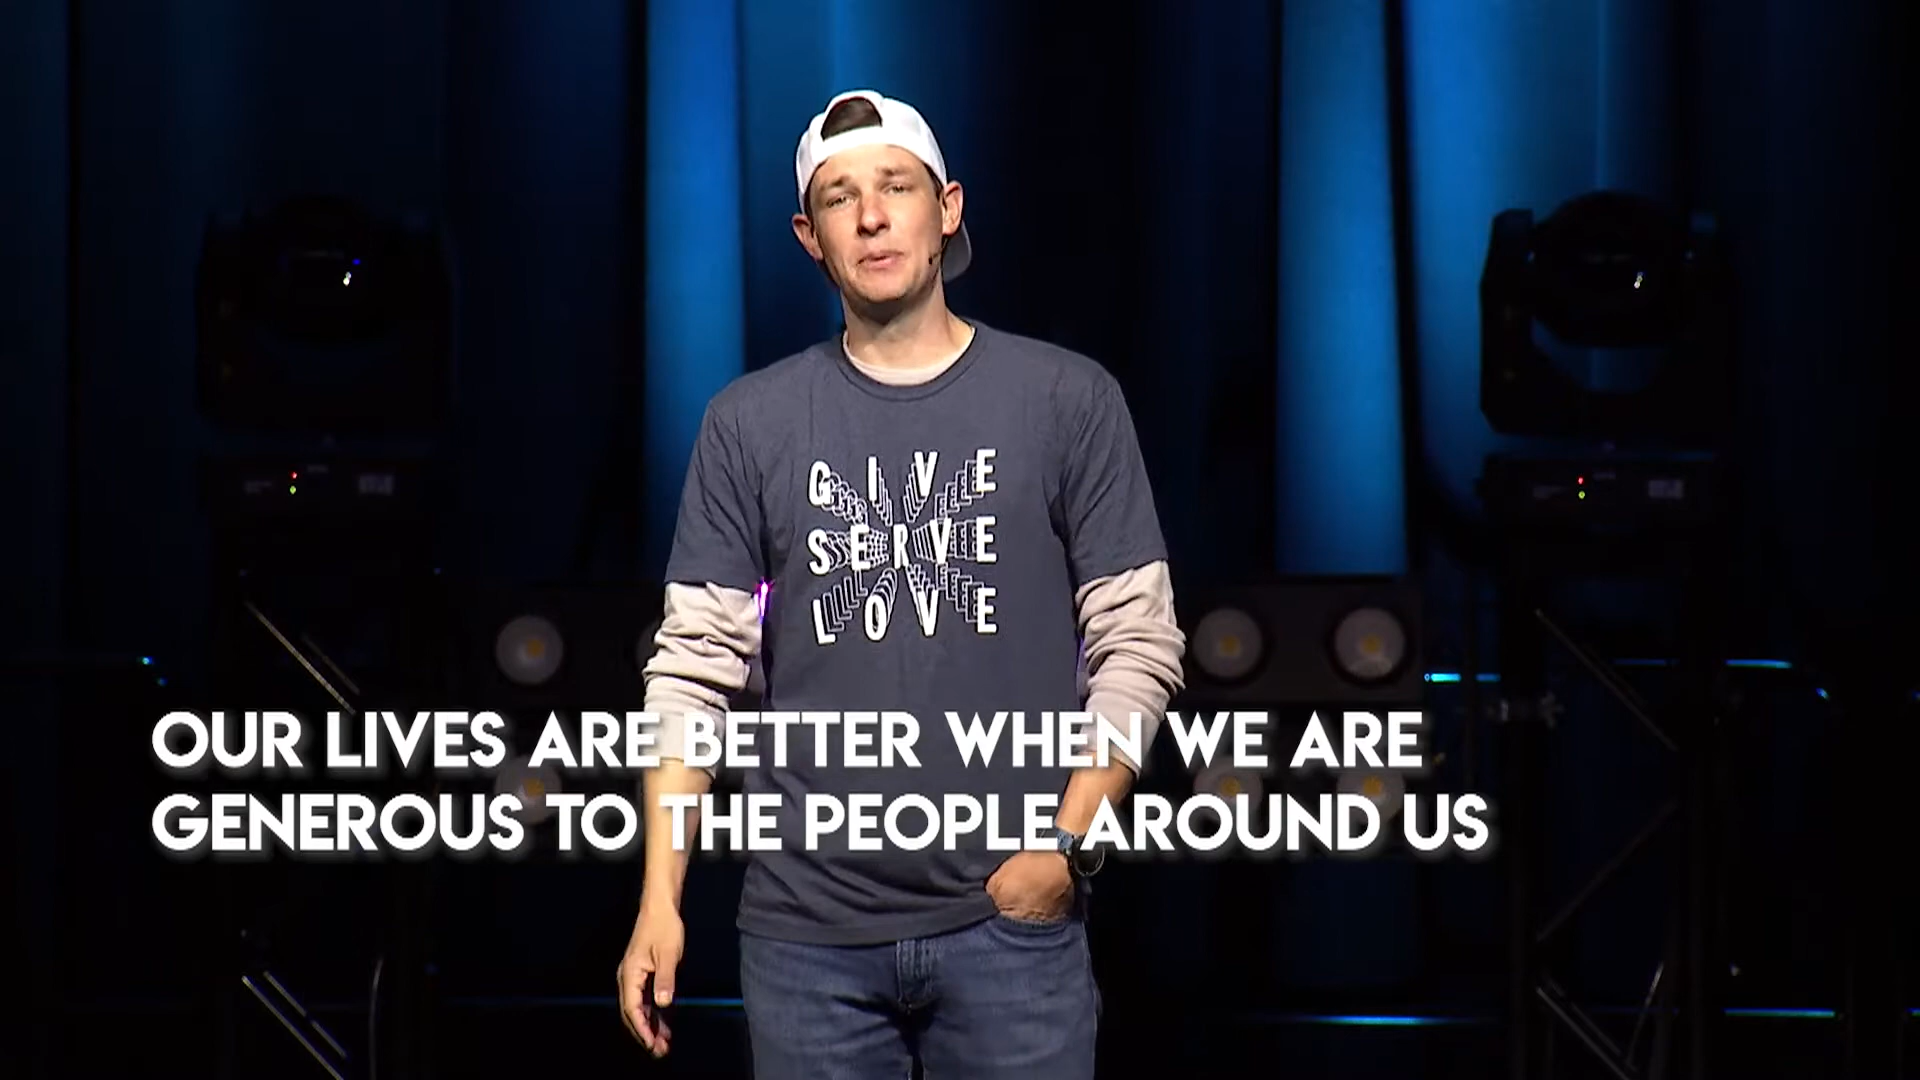 GIVE
SERVE
LOVE
OUR LIVES ARE BETTER WHEN WE ARE
GENEROUS TO THE PEOPLE AROUND US